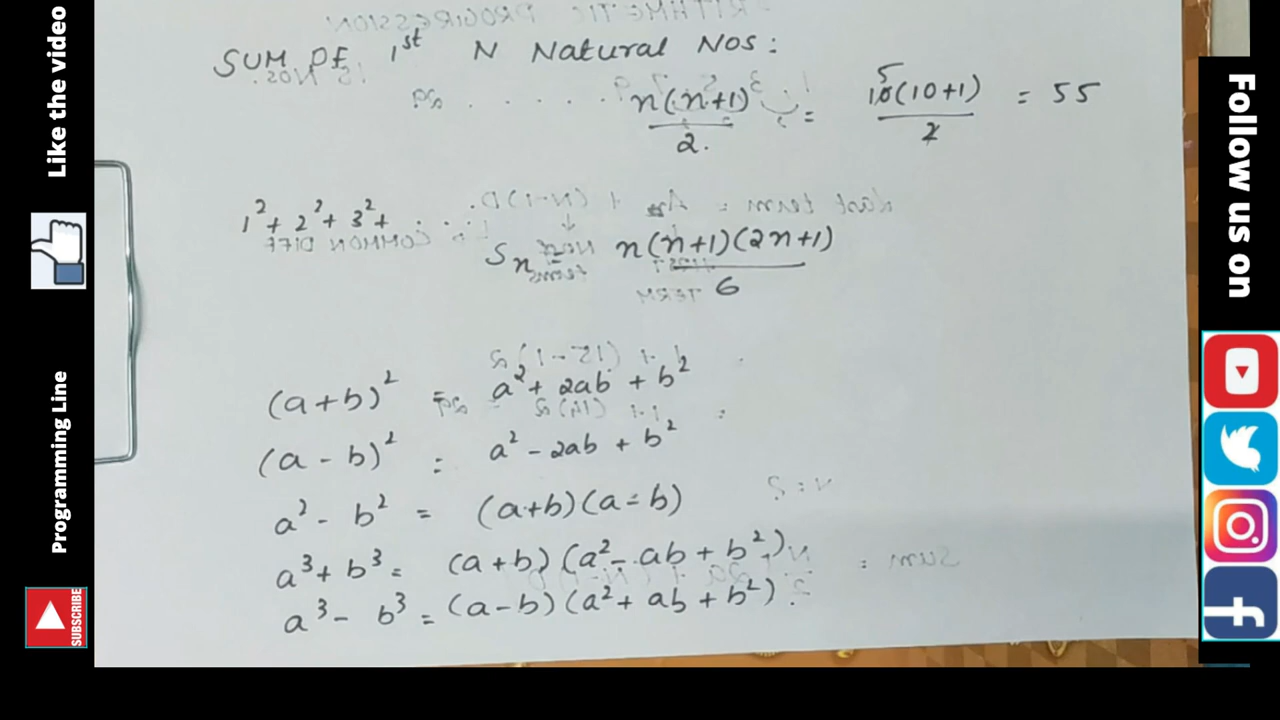 SUM OF 1st N Natural Nos:
n(n+1)/2. = 10(10+1)/2 = 55
5
1² + 2² + 3² + . . . .
Sn = n(n+1)(2n+1)/6
(a+b)² = a² + 2ab + b²
(a - b)² = a² - 2ab + b²
a² - b² = (a+b)(a-b)
a³ + b³ = (a+b)(a² - ab + b²)
a³ - b³ = (a-b)(a² + ab + b²).
Like the video
Programming Line
SUBSCRIBE
Follow us on